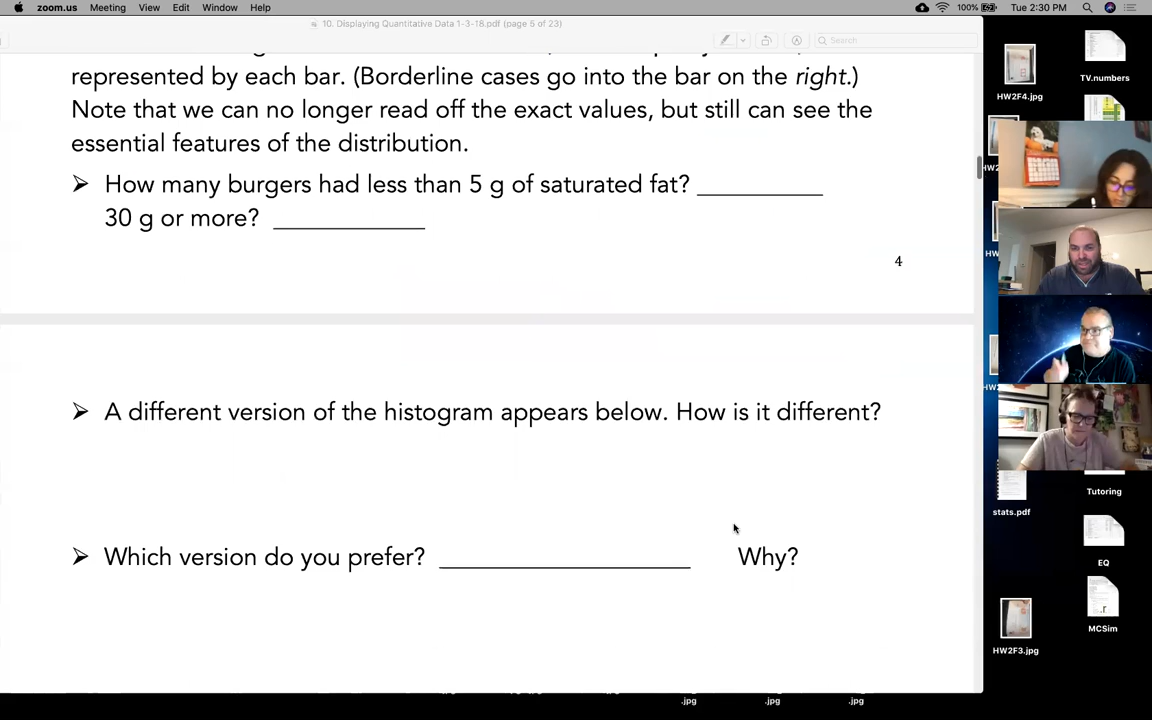 zoom.us Meeting View Edit Window Help 100% Tue 2:30 PM
10. Displaying Quantitative Data 1-3-18.pdf (page 5 of 23)
Search
represented by each bar. (Borderline cases go into the bar on the right.)
Note that we can no longer read off the exact values, but still can see the
essential features of the distribution.
➢ How many burgers had less than 5 g of saturated fat? __________
30 g or more? ____________
4
➢ A different version of the histogram appears below. How is it different?
➢ Which version do you prefer? ____________________ Why?
HW2F4.jpg
TV.numbers
stats.pdf
Tutoring
EQ
MCSim
HW2F3.jpg
.jpg
.jpg
.jpg